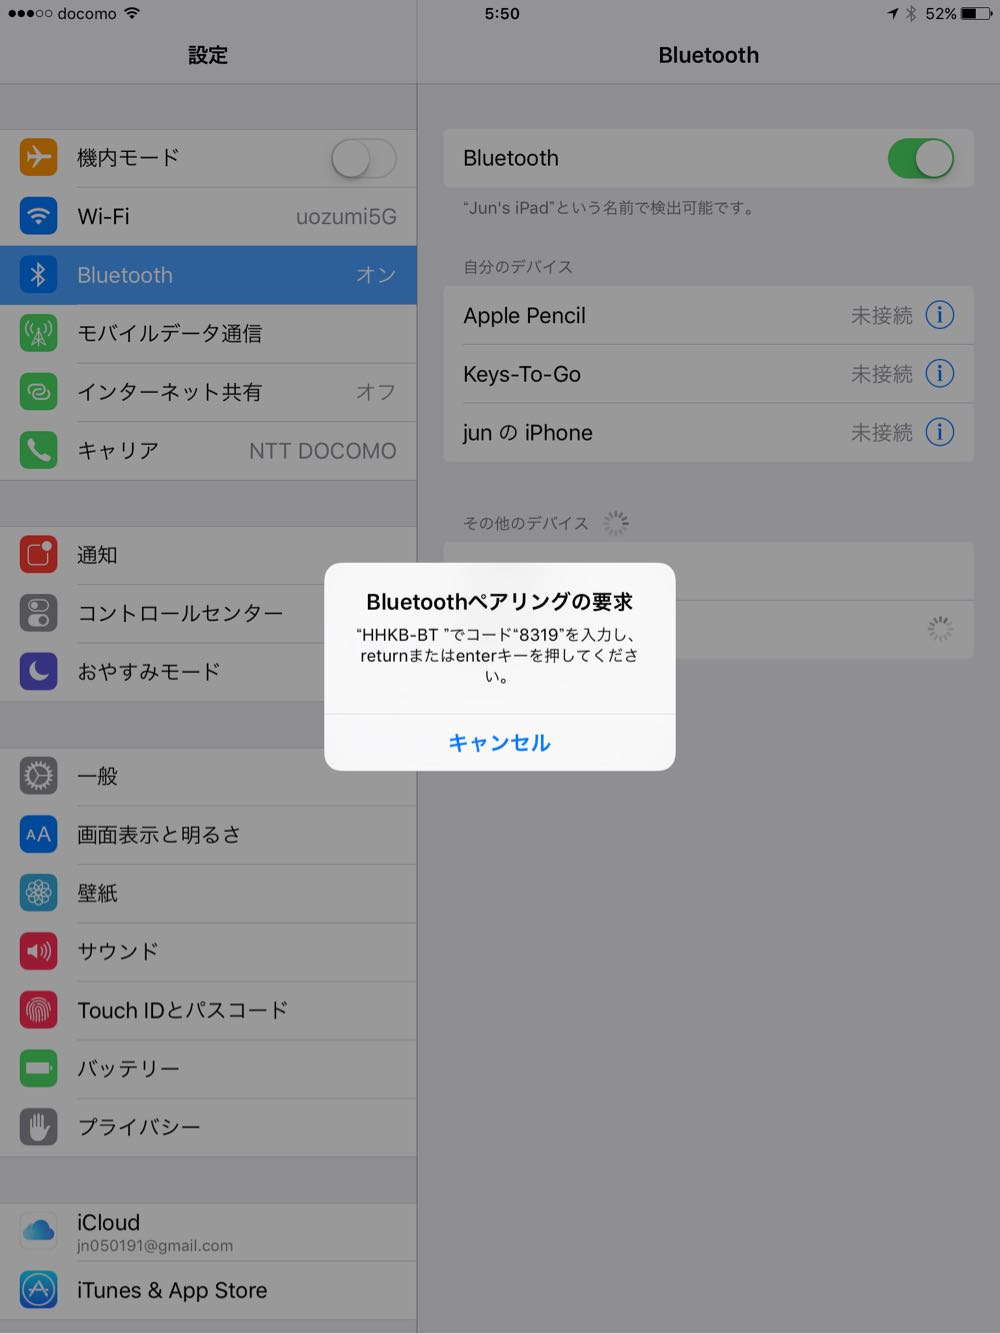 docomo
5:50
52%
設定
Bluetooth
機内モード
Wi-Fi
uozumi5G
Bluetooth
オン
モバイルデータ通信
インターネット共有
オフ
キャリア
NTT DOCOMO
通知
コントロールセンター
おやすみモード
一般
AA
画面表示と明るさ
壁紙
サウンド
Touch IDとパスコード
バッテリー
プライバシー
iCloud
jn050191@gmail.com
iTunes & App Store
Bluetooth
“Jun's iPad”という名前で検出可能です。
自分のデバイス
Apple Pencil
未接続
Keys-To-Go
未接続
jun の iPhone
未接続
その他のデバイス
Bluetoothペアリングの要求
“HHKB-BT ”でコード“8319”を入力し、
returnまたはenterキーを押してくださ
い。
キャンセル